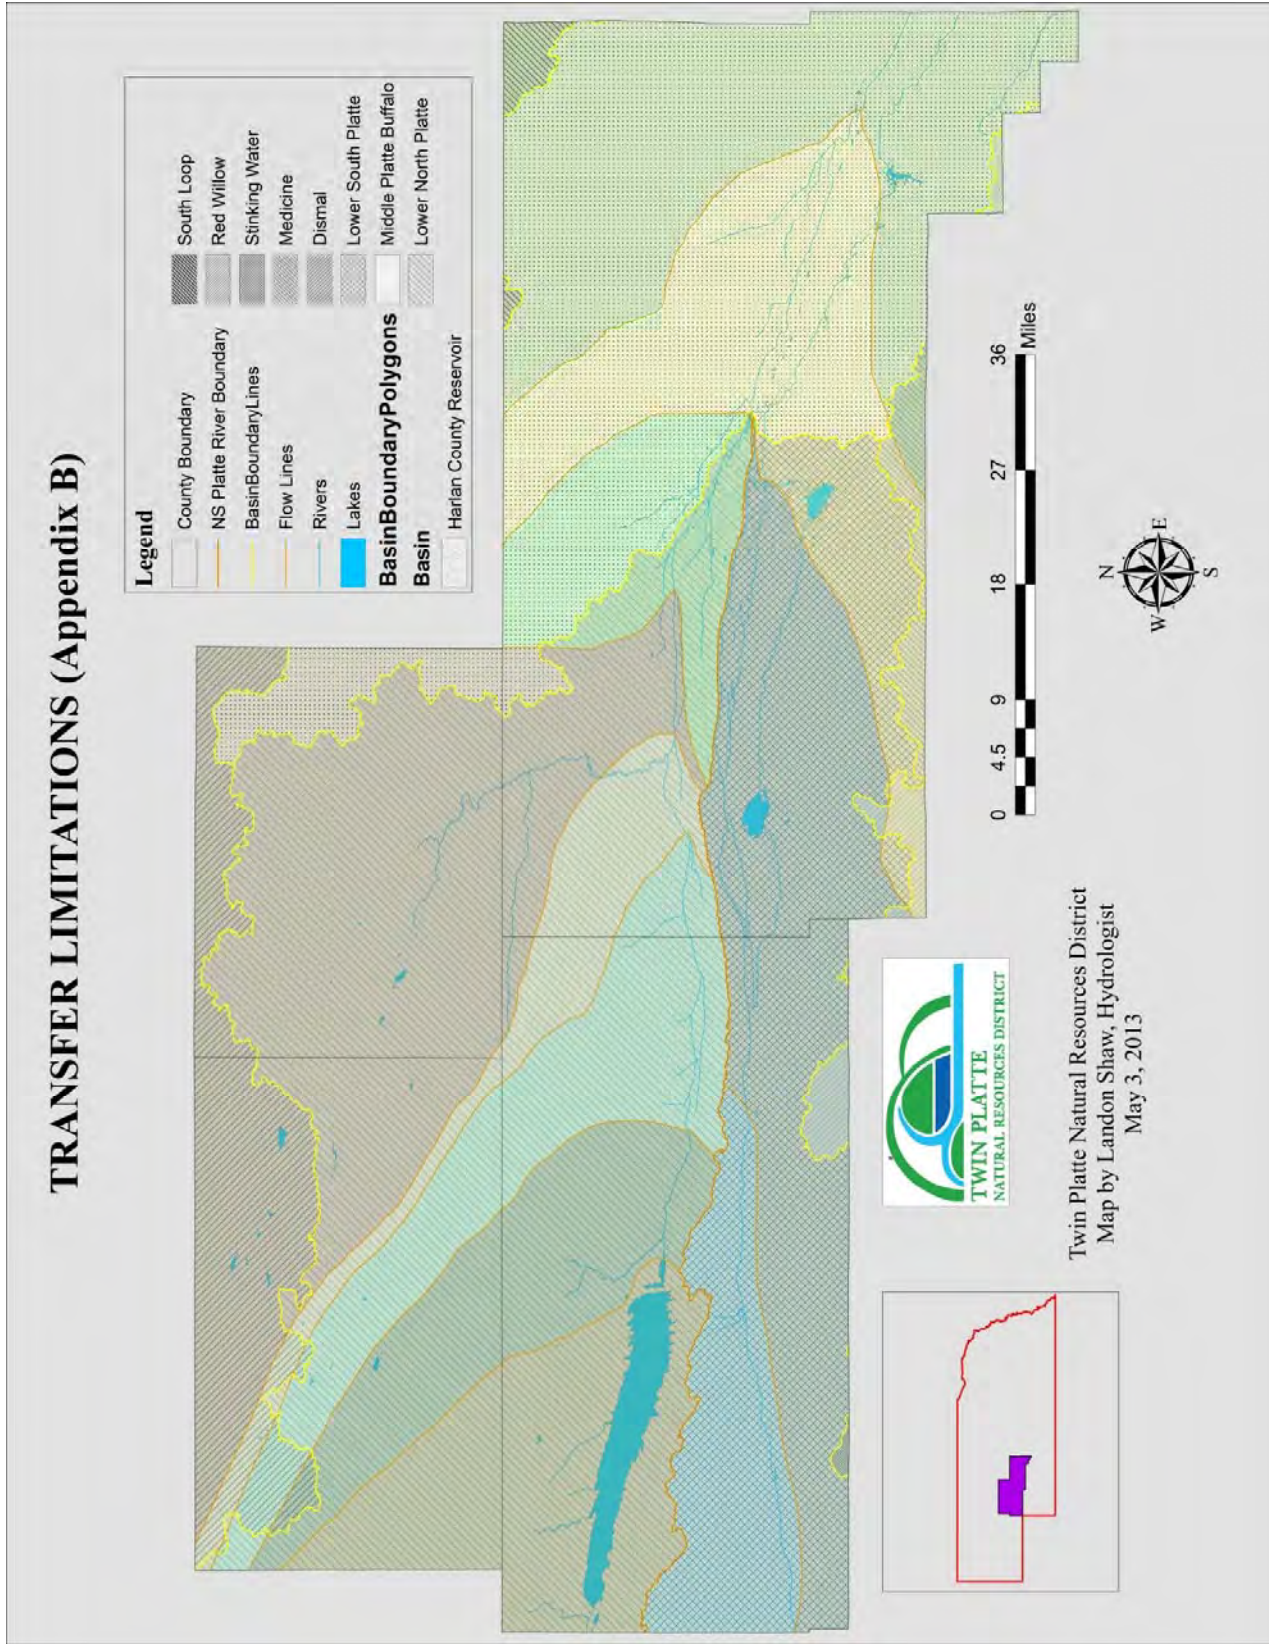 TRANSFER LIMITATIONS (Appendix B)
Legend
County Boundary
NS Platte River Boundary
BasinBoundaryLines
Flow Lines
Rivers
Lakes
BasinBoundaryPolygons
Basin
Harlan County Reservoir
South Loop
Red Willow
Stinking Water
Medicine
Dismal
Lower South Platte
Middle Platte Buffalo
Lower North Platte
0 4.5 9 18 27 36
Miles
N
W E
S
TWIN PLATTE
NATURAL RESOURCES DISTRICT
Twin Platte Natural Resources District
Map by Landon Shaw, Hydrologist
May 3, 2013